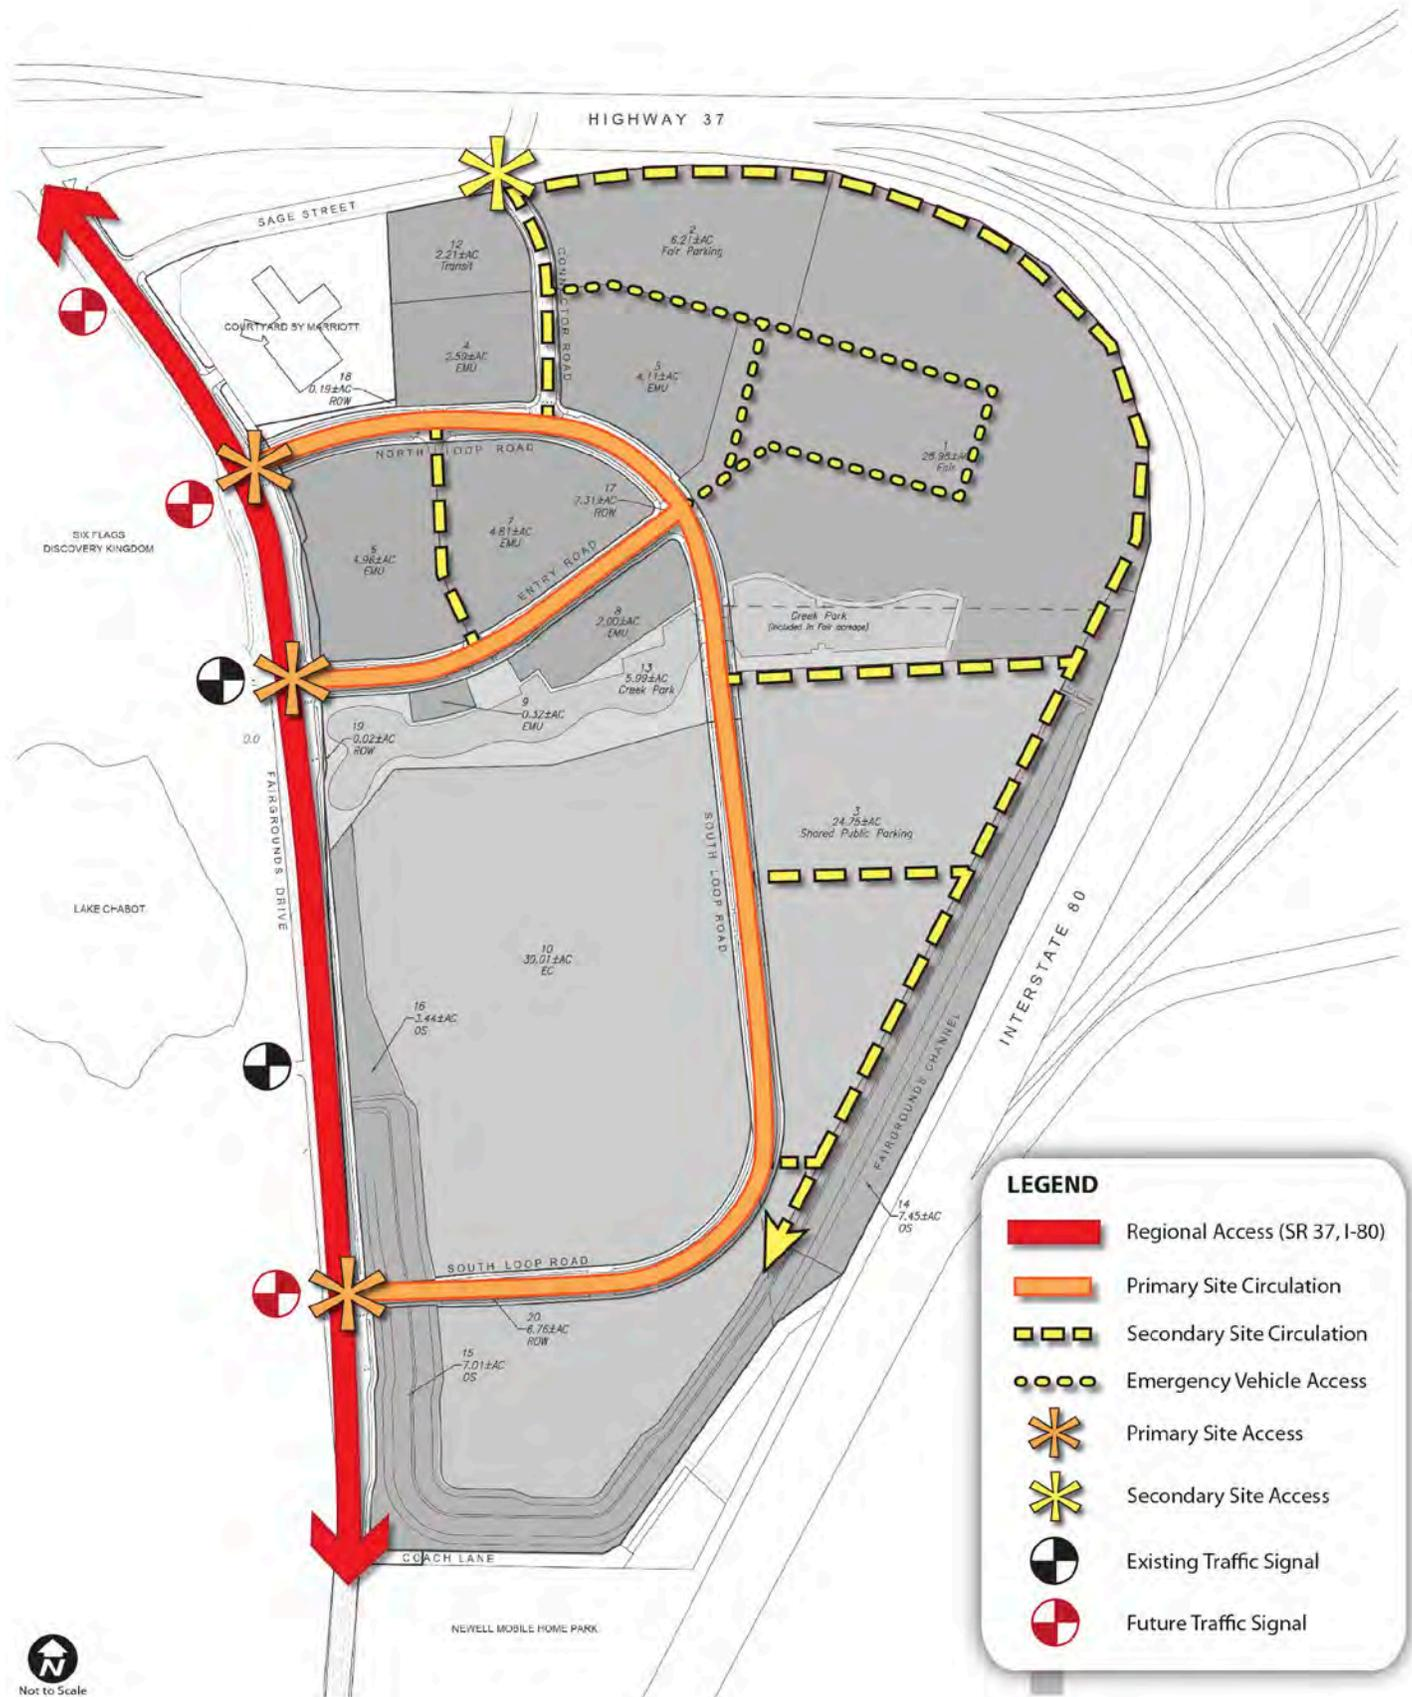 HIGHWAY 37
SAGE STREET
12
2.21±AC
Transit
2
6.21±AC
Fair Parking
CONNECTOR ROAD
COURTYARD BY MARRIOTT
4
2.59±AC
EMU
5
4.11±AC
EMU
18
0.19±AC
ROW
NORTH LOOP ROAD
1
Fair
17
7.31±AC
ROW
SIX FLAGS
DISCOVERY KINGDOM
6
4.96±AC
EMU
7
4.81±AC
EMU
ENTRY ROAD
8
2.00±AC
EMU
Creek Park
(included in Fair acreage)
13
5.99±AC
Creek Park
9
0.32±AC
EMU
19
0.02±AC
ROW
0.0
FAIRGROUNDS DRIVE
SOUTH LOOP ROAD
3
24.75±AC
Shared Public Parking
LAKE CHABOT
10
30.01±AC
EC
INTERSTATE 80
16
3.44±AC
OS
FAIRGROUNDS CHANNEL
14
7.45±AC
OS
SOUTH LOOP ROAD
20
6.76±AC
ROW
15
7.01±AC
OS
COACH LANE
NEWELL MOBILE HOME PARK
LEGEND
Regional Access (SR 37, I-80)
Primary Site Circulation
Secondary Site Circulation
Emergency Vehicle Access
Primary Site Access
Secondary Site Access
Existing Traffic Signal
Future Traffic Signal
N
Not to Scale